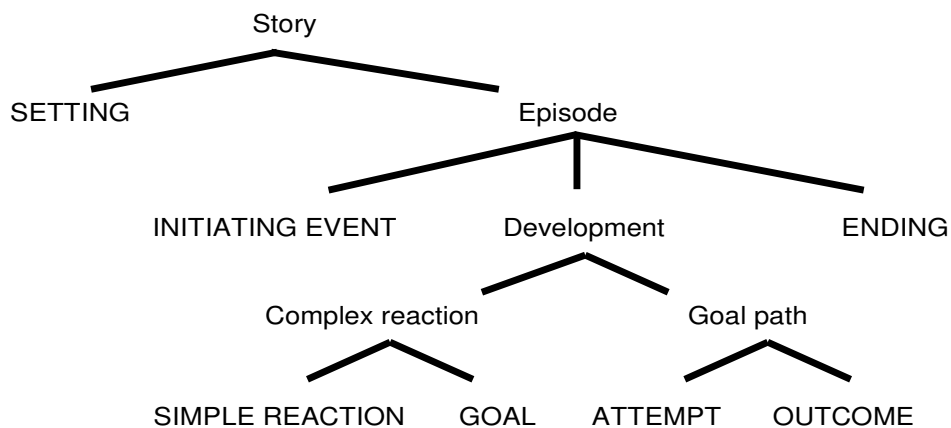 Story
SETTING
Episode
INITIATING EVENT
Development
ENDING
Complex reaction
Goal path
SIMPLE REACTION
GOAL
ATTEMPT
OUTCOME